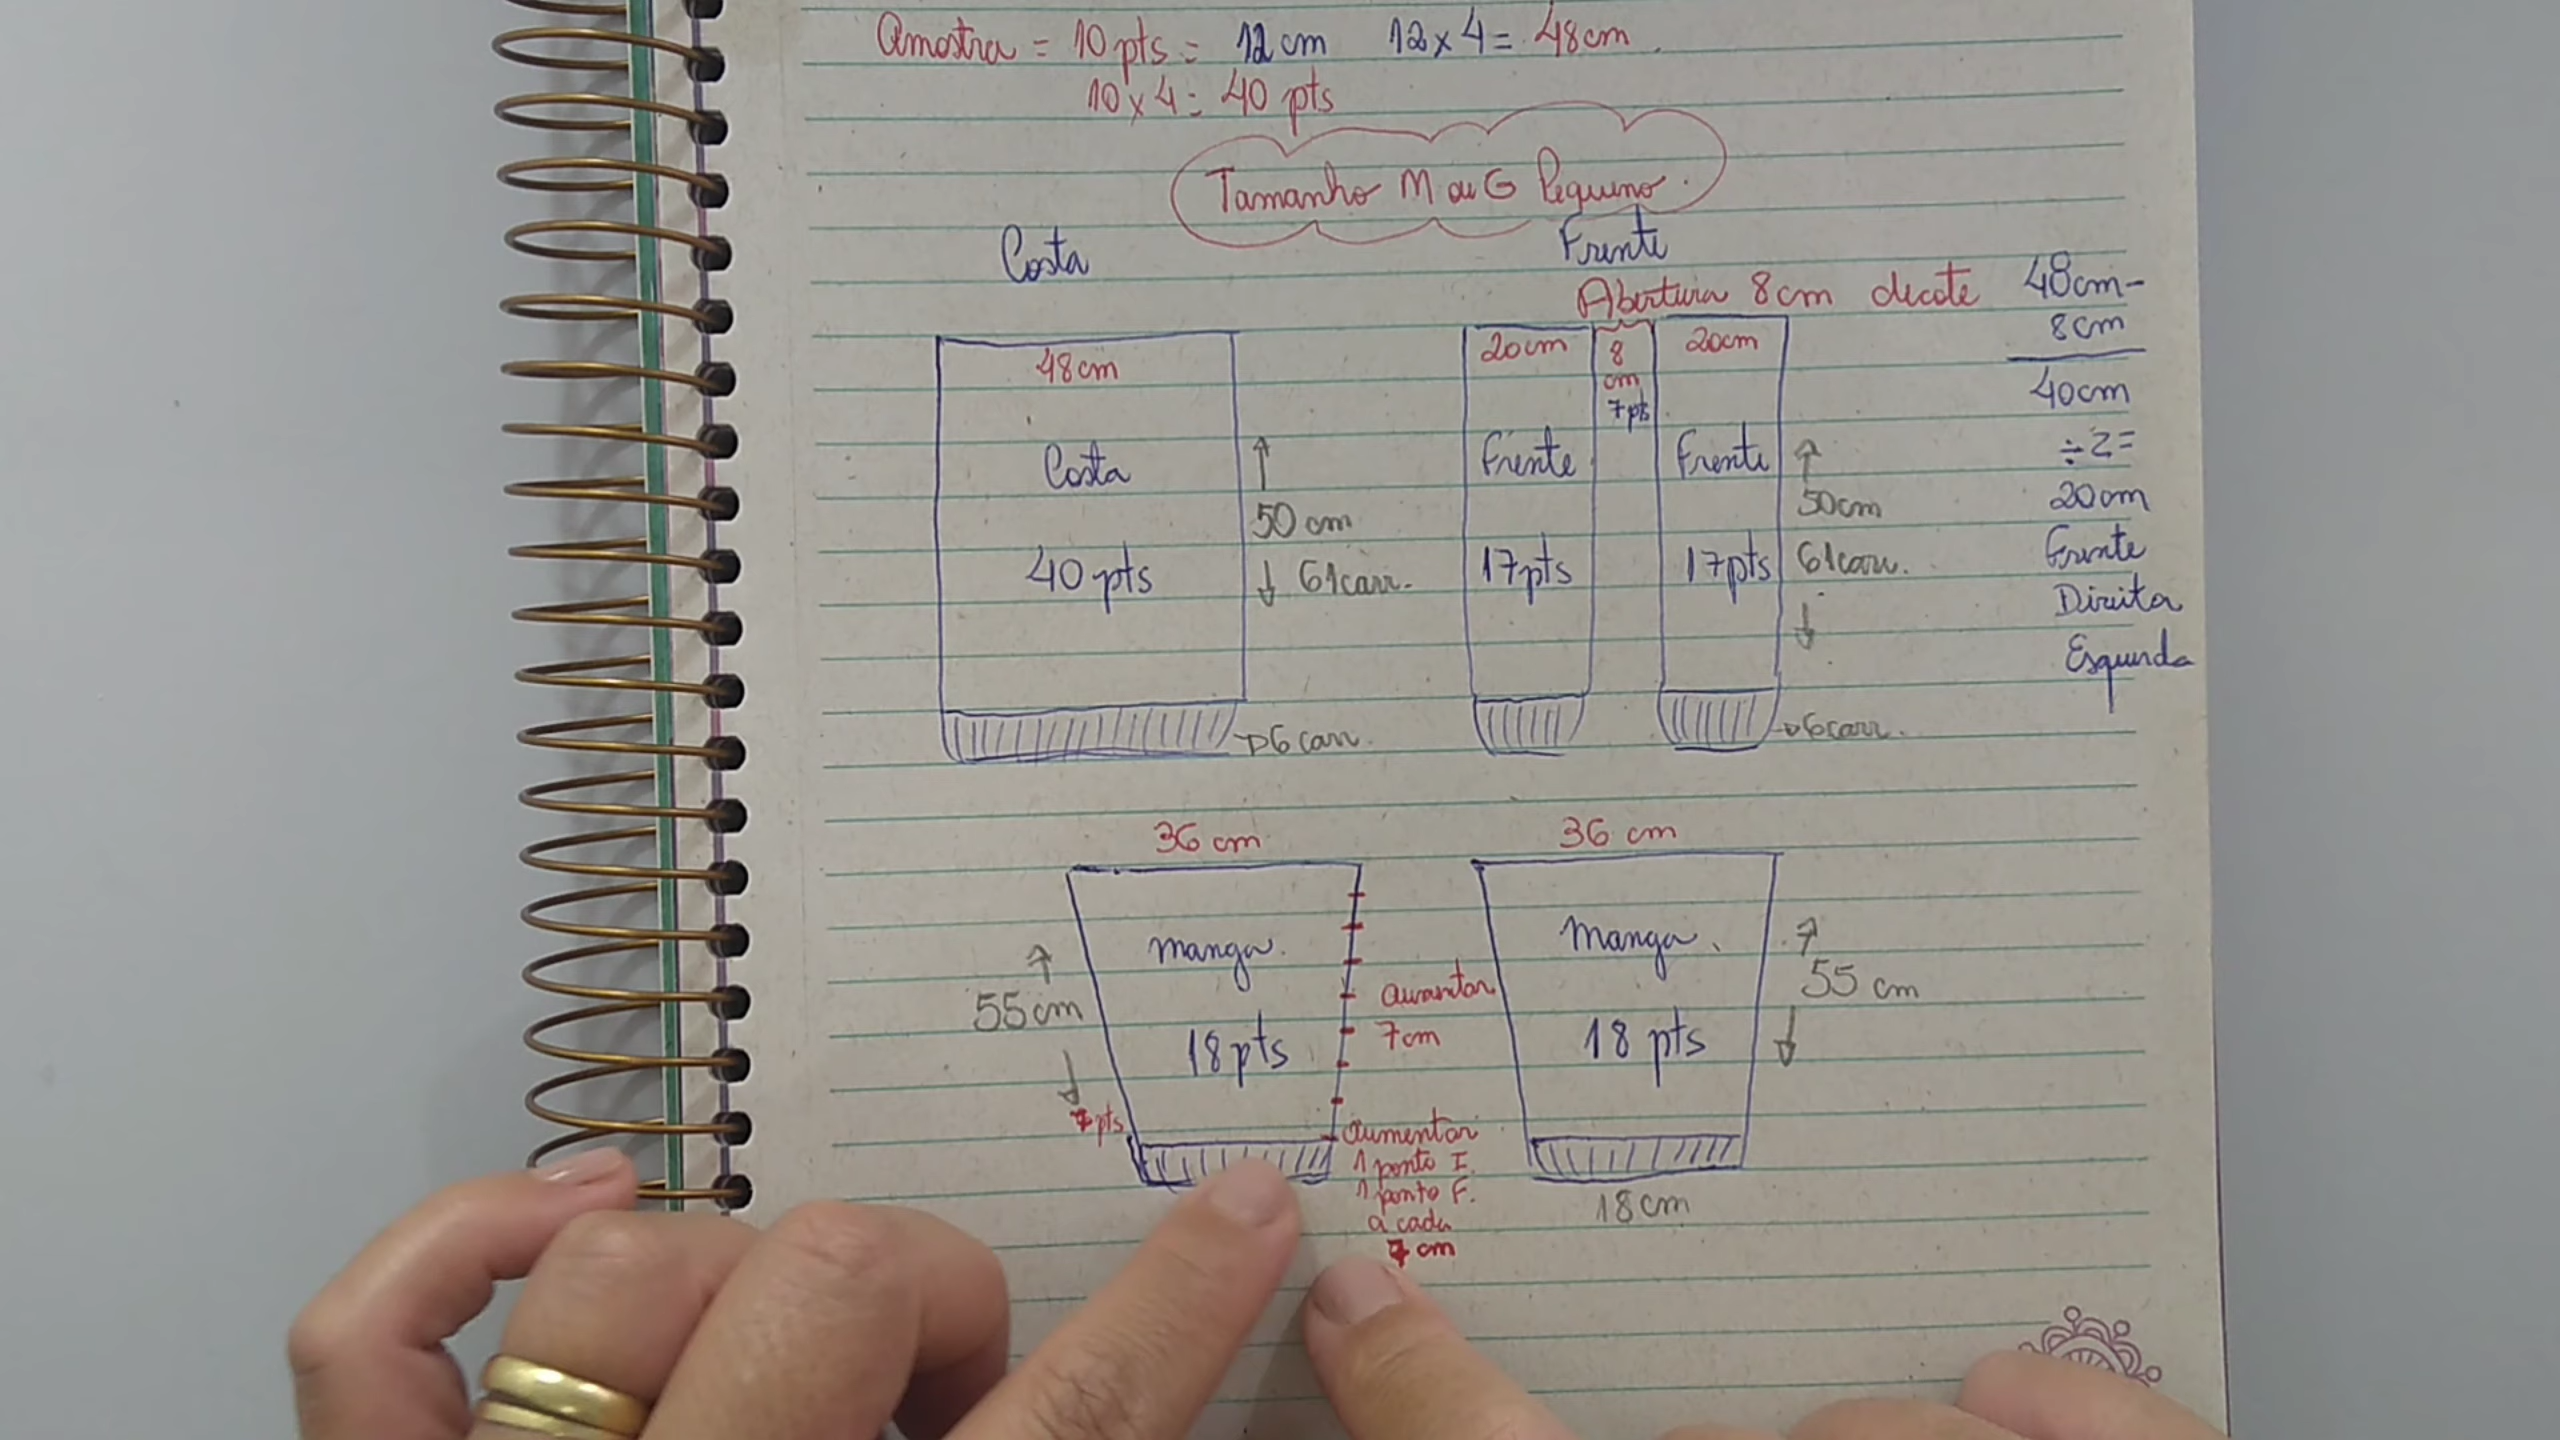 Amostra = 10 pts = 12 cm 12 x 4 = 48 cm.
10 x 4 = 40 pts
Tamanho M ou G Pequeno.
Costa
Frente
Abertura 8cm decote
48cm
Costa
40 pts
↑
50 cm
↓ 61 carr.
6 carr.
20cm
Frente
17pts
8
cm
7 pts
20cm
Frente
17pts
↑
50cm
61 carr.
↓
6 carr.
48cm-
8cm
40cm
÷2=
20cm
Frente
Direita
Esquerda
36 cm
manga.
18 pts
↑
55 cm
↓
7 pts
7cm
aumentar
1 ponto I.
1 ponto F.
a cada
7 cm
36 cm
Manga.
18 pts
↑
55 cm
↓
18 cm